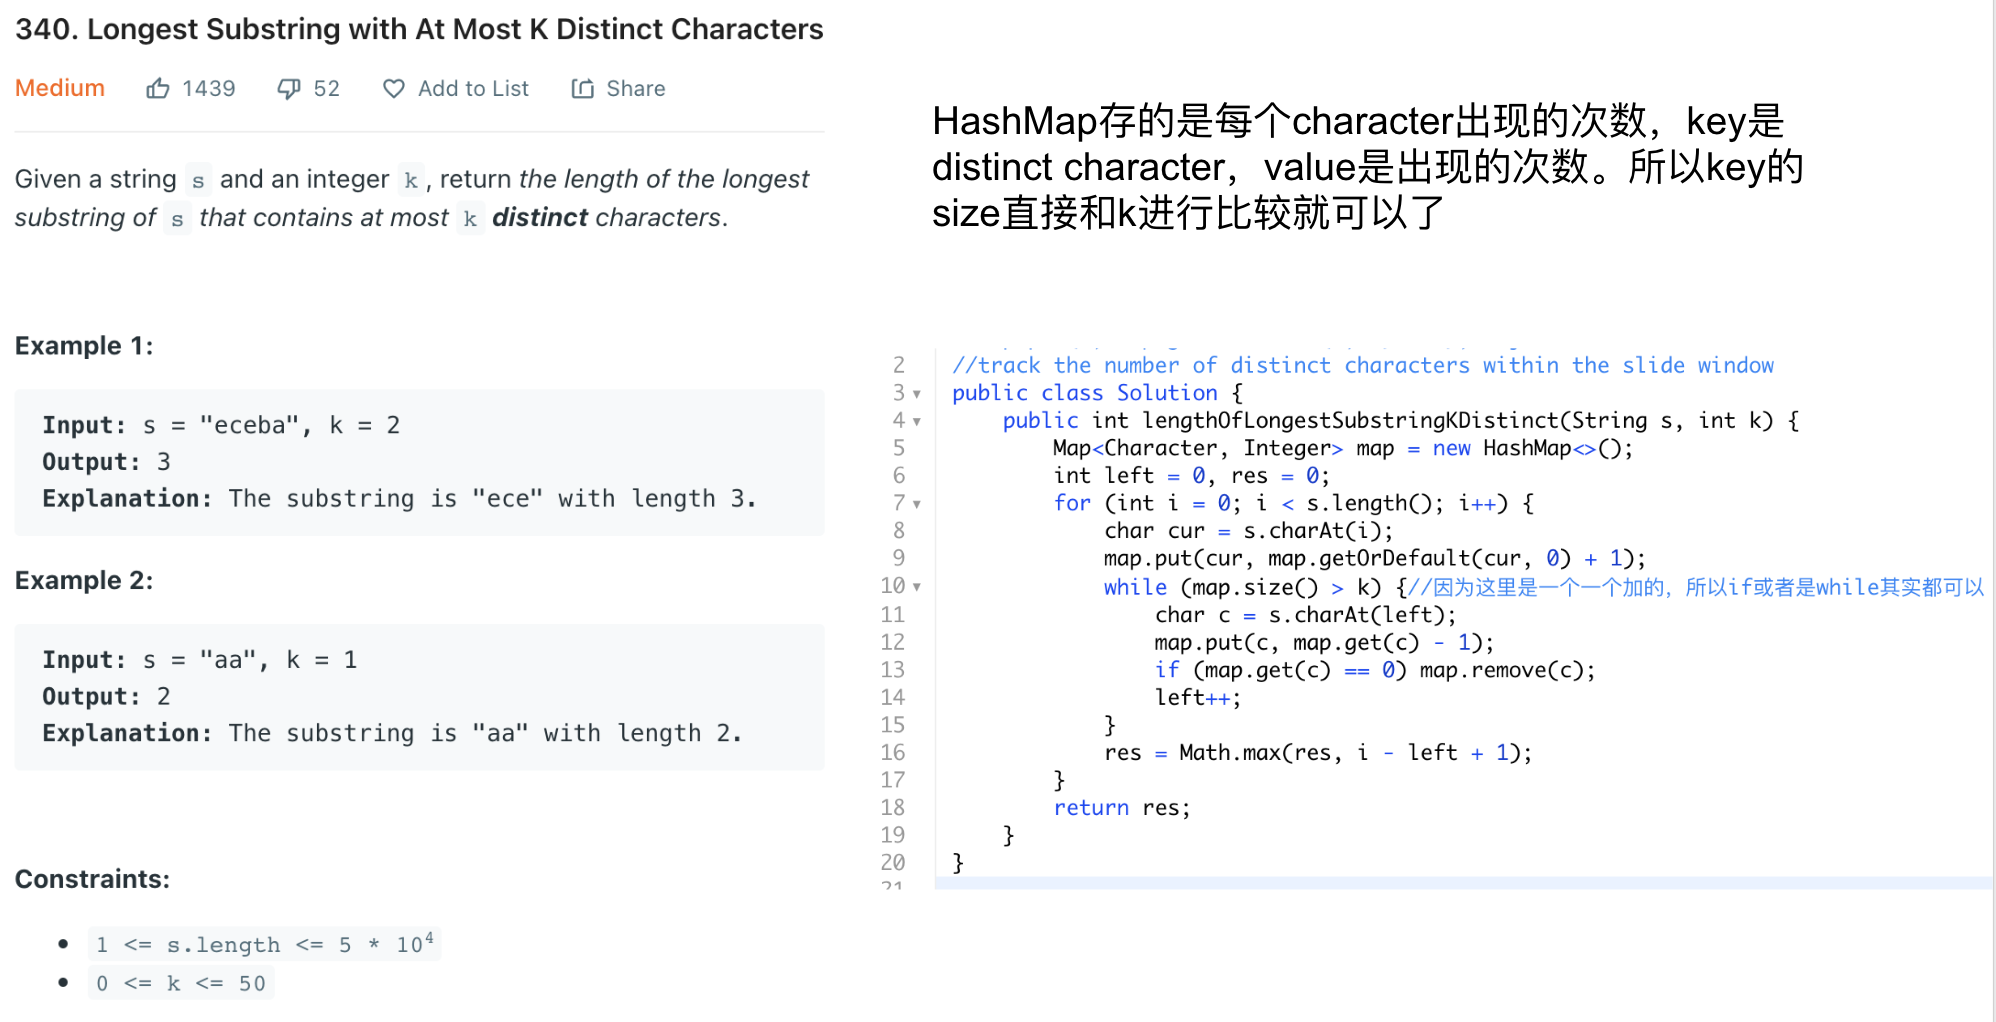 340. Longest Substring with At Most K Distinct Characters
Medium 1439 52 Add to List Share
Given a string s and an integer k, return the length of the longest
substring of s that contains at most k distinct characters.
Example 1:
Input: s = "eceba", k = 2
Output: 3
Explanation: The substring is "ece" with length 3.
Example 2:
Input: s = "aa", k = 1
Output: 2
Explanation: The substring is "aa" with length 2.
Constraints:
1 <= s.length <= 5 * 10⁴
0 <= k <= 50
HashMap存的是每个character出现的次数，key是
distinct character，value是出现的次数。所以key的
size直接和k进行比较就可以了
2 //track the number of distinct characters within the slide window
3 public class Solution {
4 public int lengthOfLongestSubstringKDistinct(String s, int k) {
5 Map<Character, Integer> map = new HashMap<>();
6 int left = 0, res = 0;
7 for (int i = 0; i < s.length(); i++) {
8 char cur = s.charAt(i);
9 map.put(cur, map.getOrDefault(cur, 0) + 1);
10 while (map.size() > k) {//因为这里是一个一个加的，所以if或者是while其实都可以
11 char c = s.charAt(left);
12 map.put(c, map.get(c) - 1);
13 if (map.get(c) == 0) map.remove(c);
14 left++;
15 }
16 res = Math.max(res, i - left + 1);
17 }
18 return res;
19 }
20 }
21